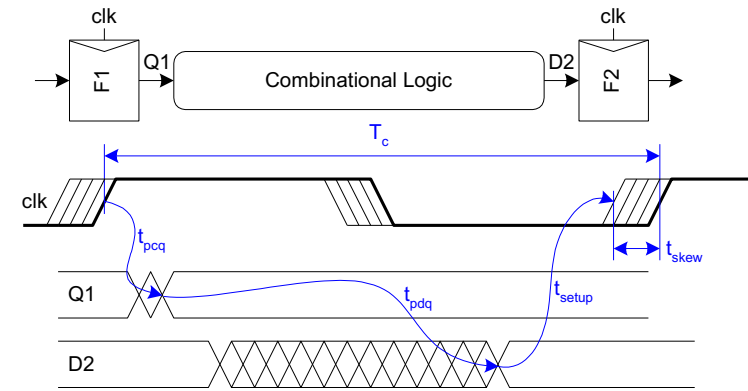 clk
clk
F1
Q1
Combinational Logic
D2
F2
Tc
clk
tpcq
tskew
Q1
tpdq
tsetup
D2